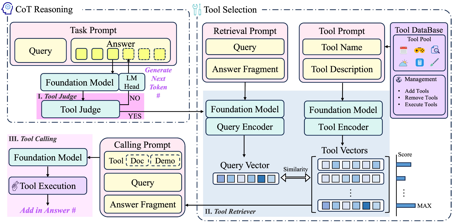 CoT Reasoning
Task Prompt
Query
Answer
Foundation Model
LM Head
Generate Next Token #
I. Tool Judge
Tool Judge
NO
YES
III. Tool Calling
Foundation Model
Tool Execution
Add in Answer #
Calling Prompt
Tool Doc Demo
Query
Answer Fragment
Tool Selection
Retrieval Prompt
Query
Answer Fragment
Tool Prompt
Tool Name
Tool Description
Tool DataBase
Tool Pool
Management
Add Tools
Remove Tools
Execute Tools
Foundation Model
Query Encoder
Foundation Model
Tool Encoder
Query Vector
Similarity
Tool Vectors
Score
MAX
II. Tool Retriever